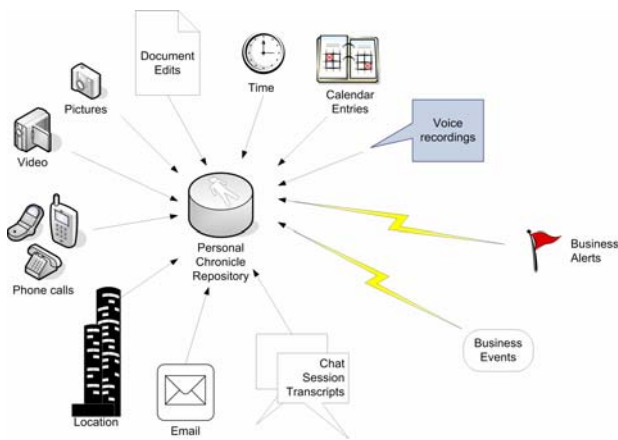 Document
Edits
Time
Calendar
Entries
Pictures
Voice
recordings
Video
Personal
Chronicle
Repository
Business
Alerts
Phone calls
Business
Events
Chat
Session
Transcripts
Location
Email